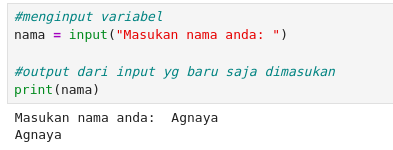 #menginput variabel
nama = input("Masukan nama anda: ")
#output dari input yg baru saja dimasukan
print(nama)
Masukan nama anda:  Agnaya
Agnaya